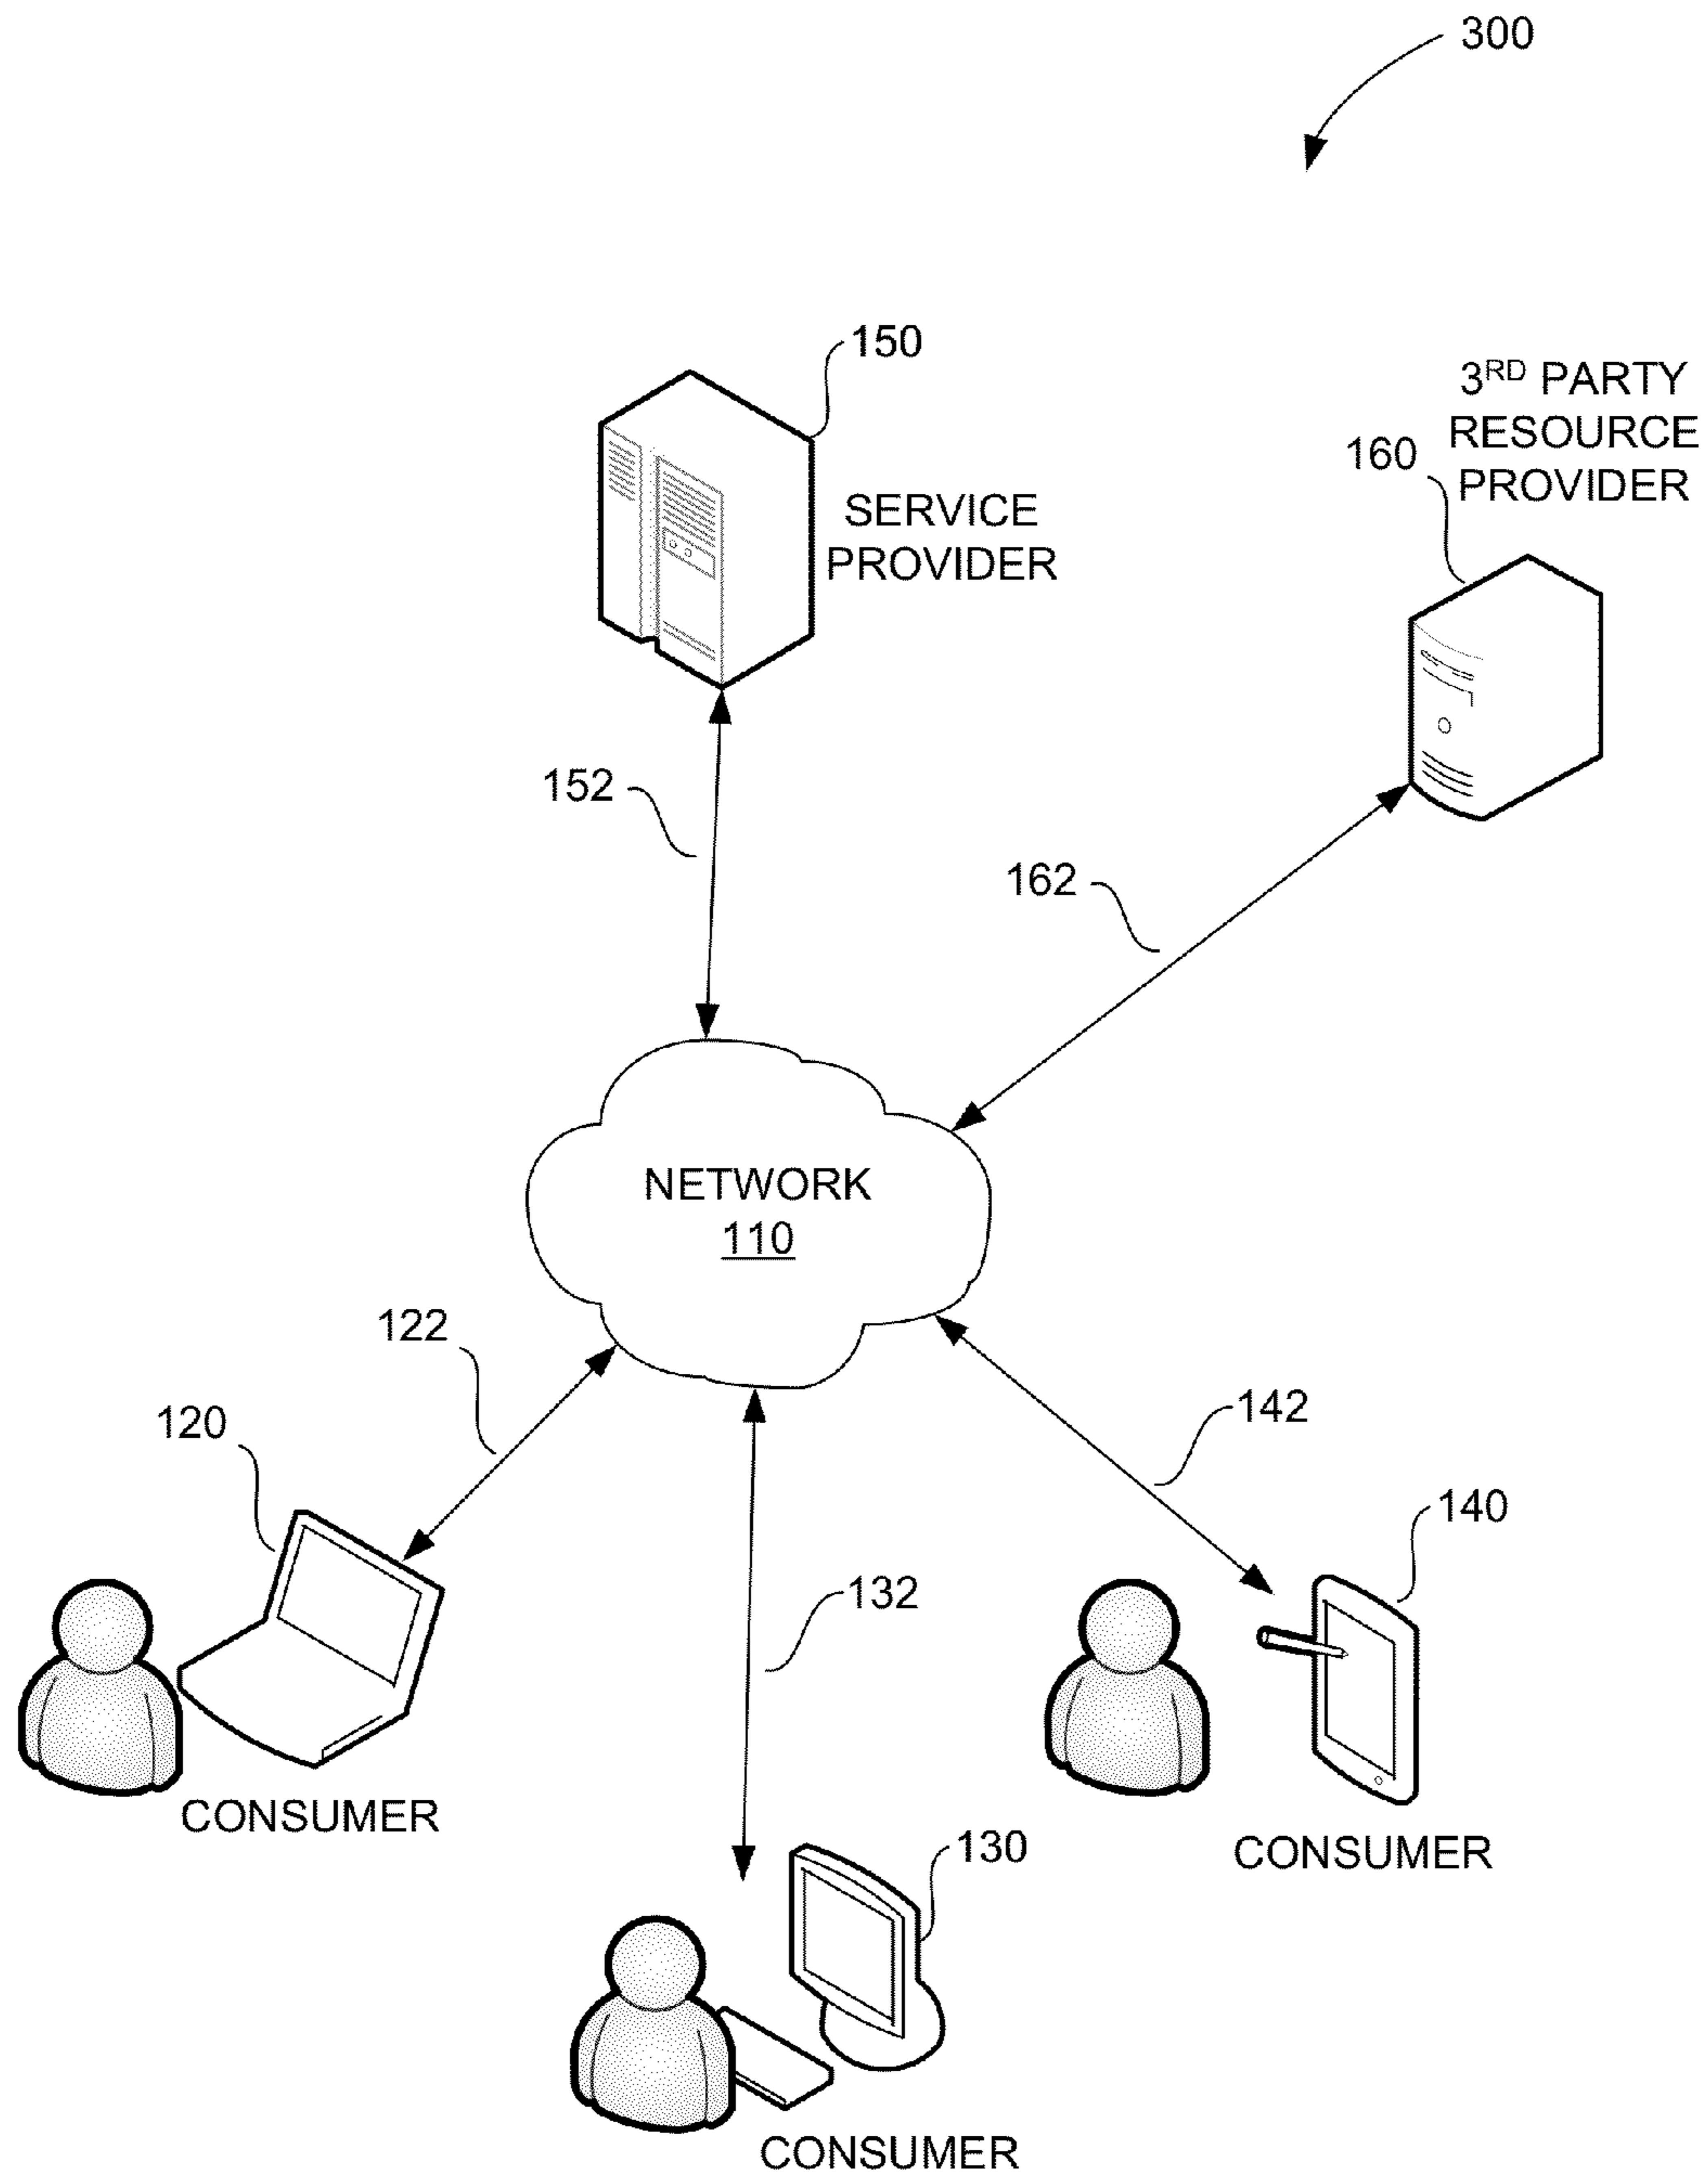 300
150
3RD PARTY
RESOURCE
160 PROVIDER
SERVICE
PROVIDER
152
162
NETWORK
110
122
120
142
140
132
CONSUMER
130
CONSUMER
CONSUMER